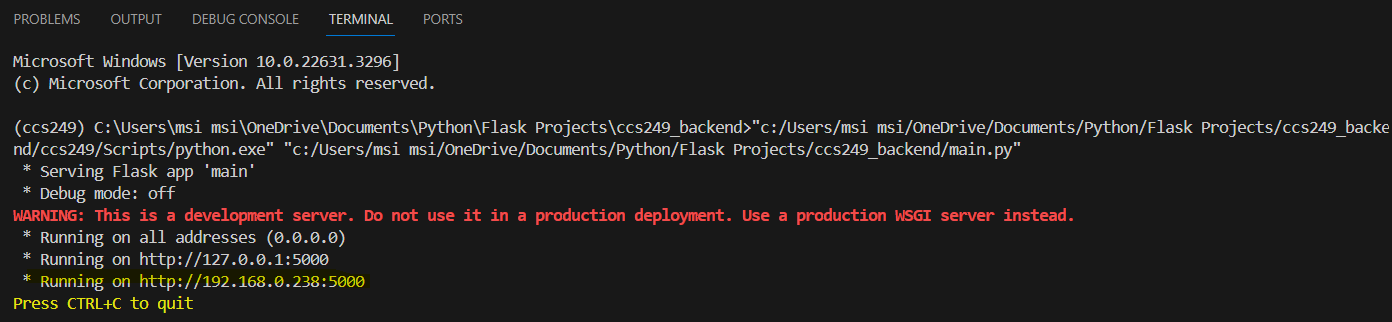 PROBLEMS OUTPUT DEBUG CONSOLE TERMINAL PORTS
Microsoft Windows [Version 10.0.22631.3296]
(c) Microsoft Corporation. All rights reserved.
(ccs249) C:\Users\msi msi\OneDrive\Documents\Python\Flask Projects\ccs249_backend>"c:/Users/msi msi/OneDrive/Documents/Python/Flask Projects/ccs249_backe
nd/ccs249/Scripts/python.exe" "c:/Users/msi msi/OneDrive/Documents/Python/Flask Projects/ccs249_backend/main.py"
* Serving Flask app 'main'
* Debug mode: off
WARNING: This is a development server. Do not use it in a production deployment. Use a production WSGI server instead.
* Running on all addresses (0.0.0.0)
* Running on http://127.0.0.1:5000
* Running on http://192.168.0.238:5000
Press CTRL+C to quit